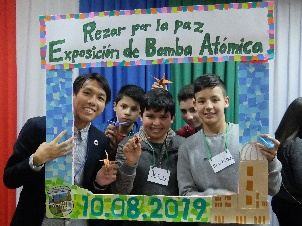 Rezar por la paz
Exposición de Bomba Atómica
10.08.2019